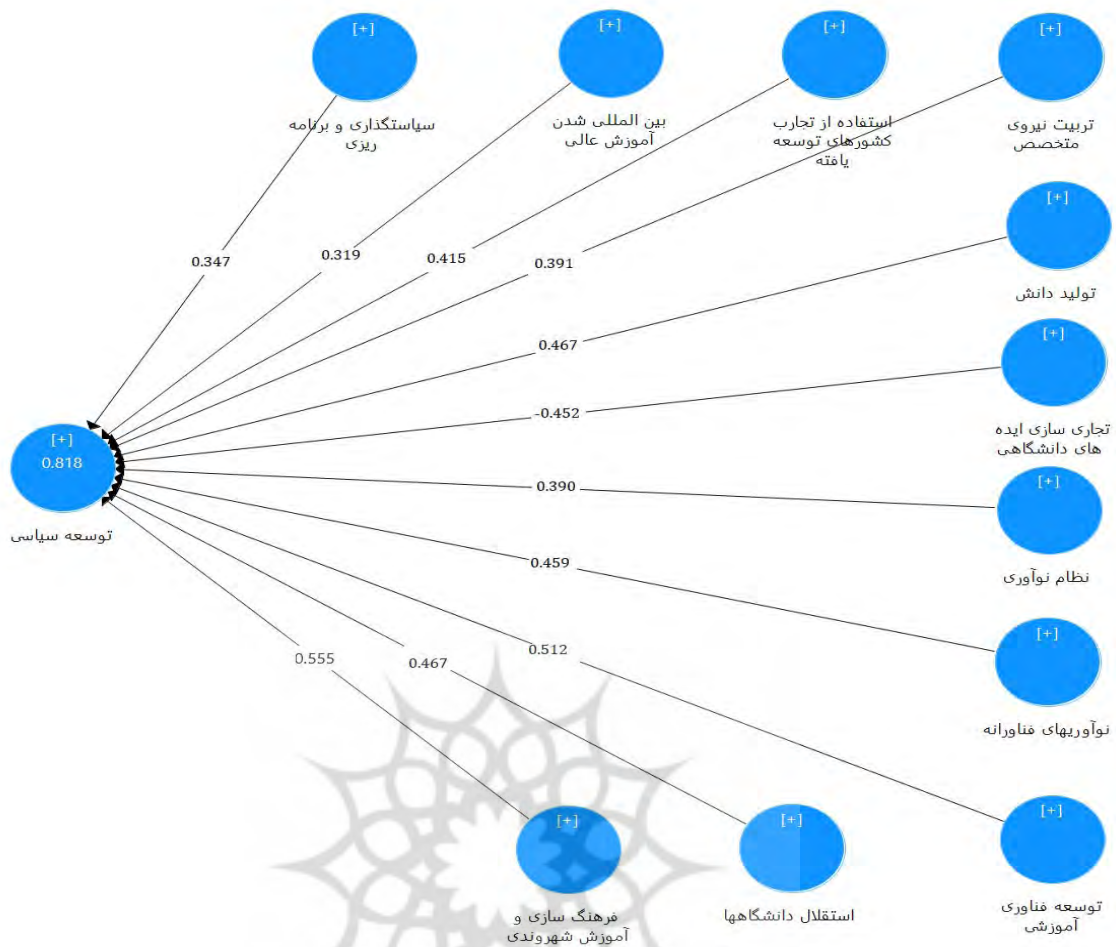 [+]
[+]
[+]
[+]
سیاستگذاری و برنامه
ریزی
بین المللی شدن
آموزش عالی
استفاده از تجارب
کشورهای توسعه
یافته
تربیت نیروی
متخصص
[+]
تولید دانش
0.347
0.319
0.415
0.391
[+]
تجاری سازی ایده
های دانشگاهی
0.467
-0.452
[+]
0.818
توسعه سیاسی
0.390
[+]
نظام نوآوری
0.459
[+]
نوآوریهای فناورانه
0.555
0.467
0.512
[+]
[+]
[+]
فرهنگ سازی و
آموزش شهروندی
استقلال دانشگاهها
توسعه فناوری
آموزشی